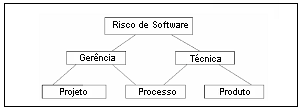 Risco de Software
Gerência Técnica
Projeto Processo Produto